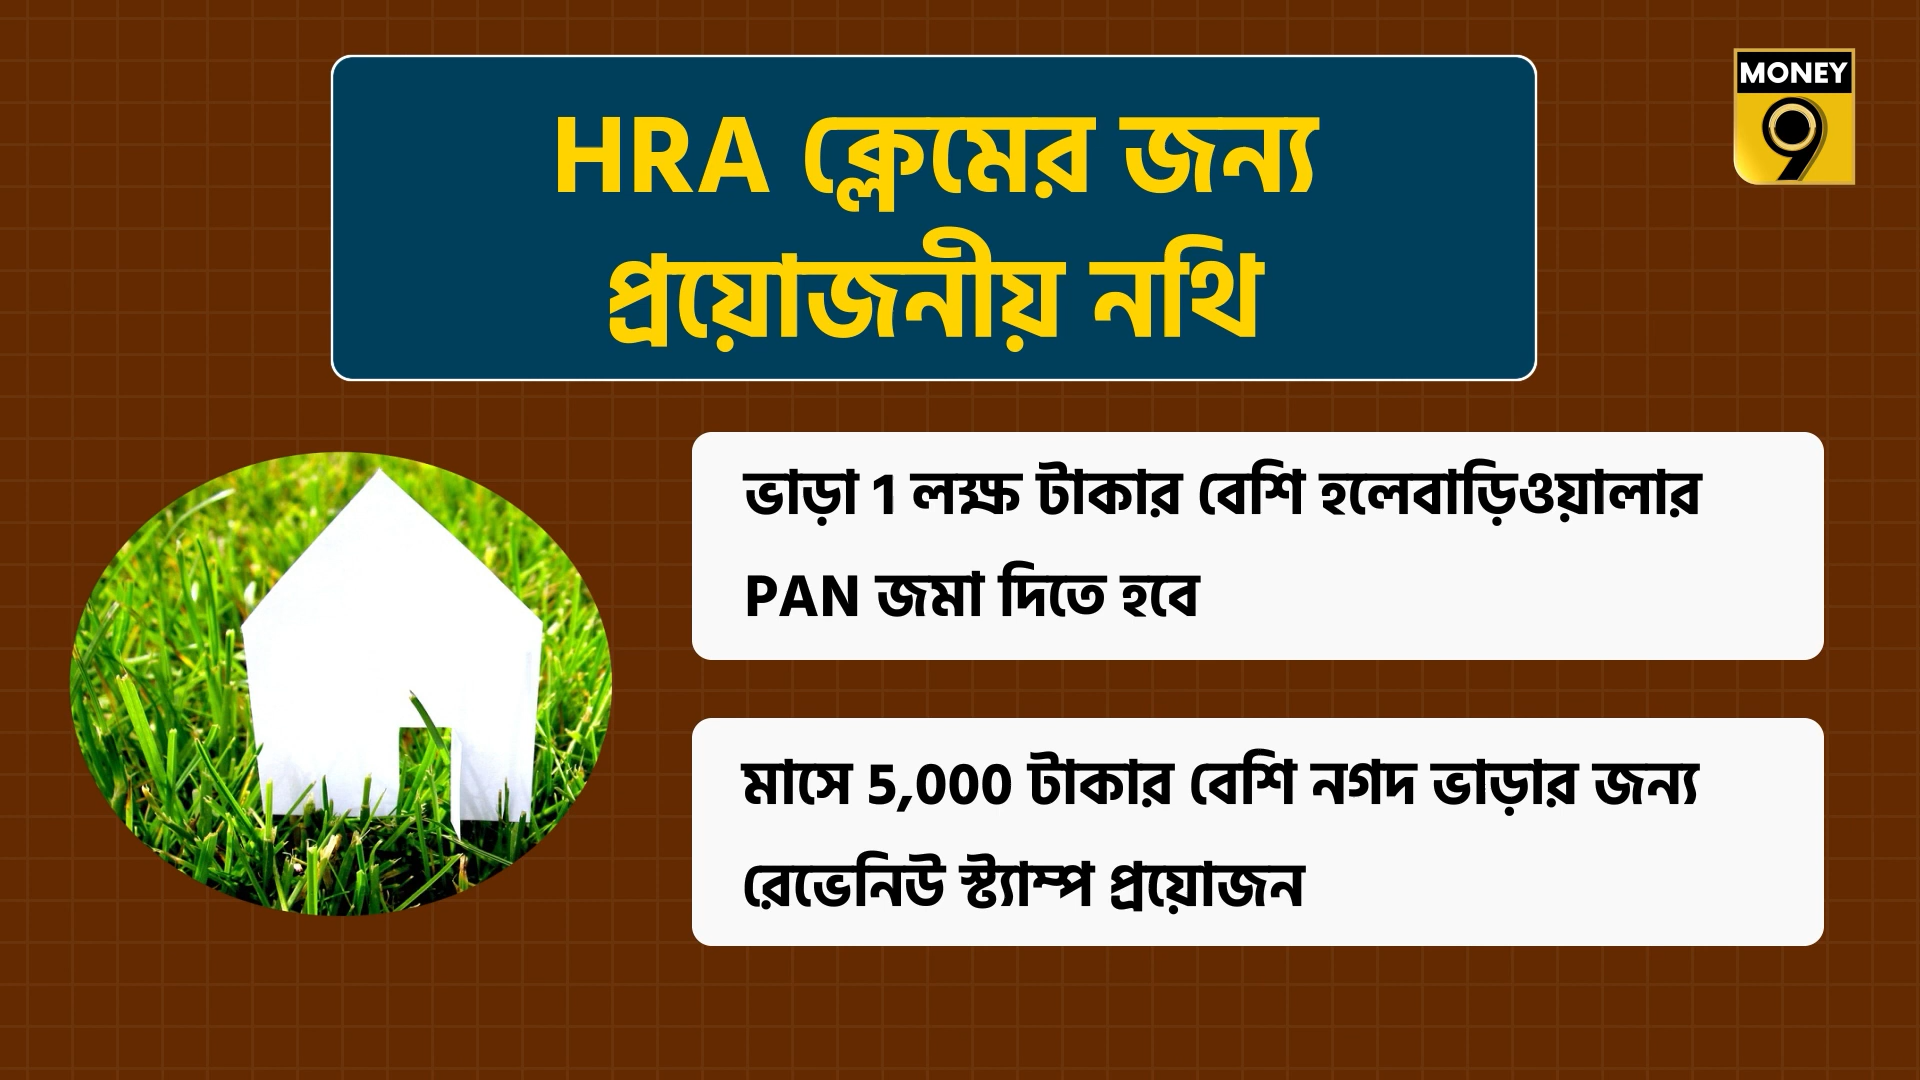 HRA ক্লেমের জন্য
প্রয়োজনীয় নথি
MONEY
9
ভাড়া 1 লক্ষ টাকার বেশি হলেবাড়িওয়ালার
PAN জমা দিতে হবে
মাসে 5,000 টাকার বেশি নগদ ভাড়ার জন্য
রেভেনিউ স্ট্যাম্প প্রয়োজন